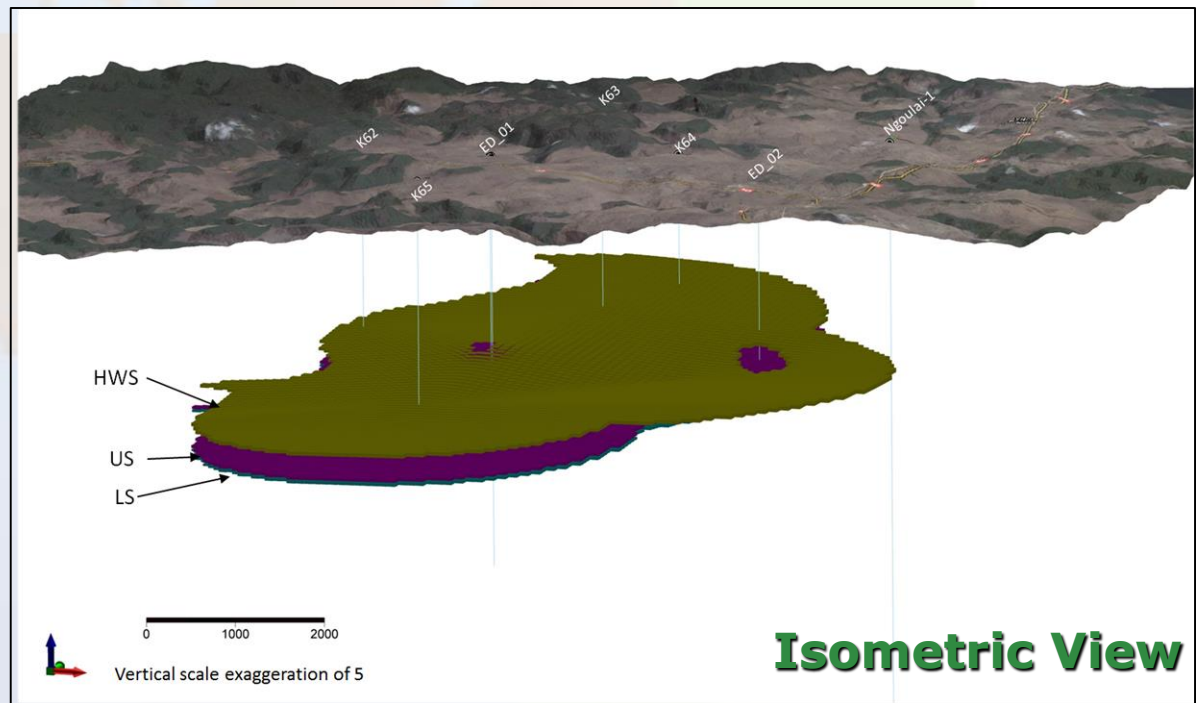 K62
K65
ED_01
K63
K64
ED_02
Ngoulai-1
HWS
US
LS
0 1000 2000
Vertical scale exaggeration of 5
Isometric View